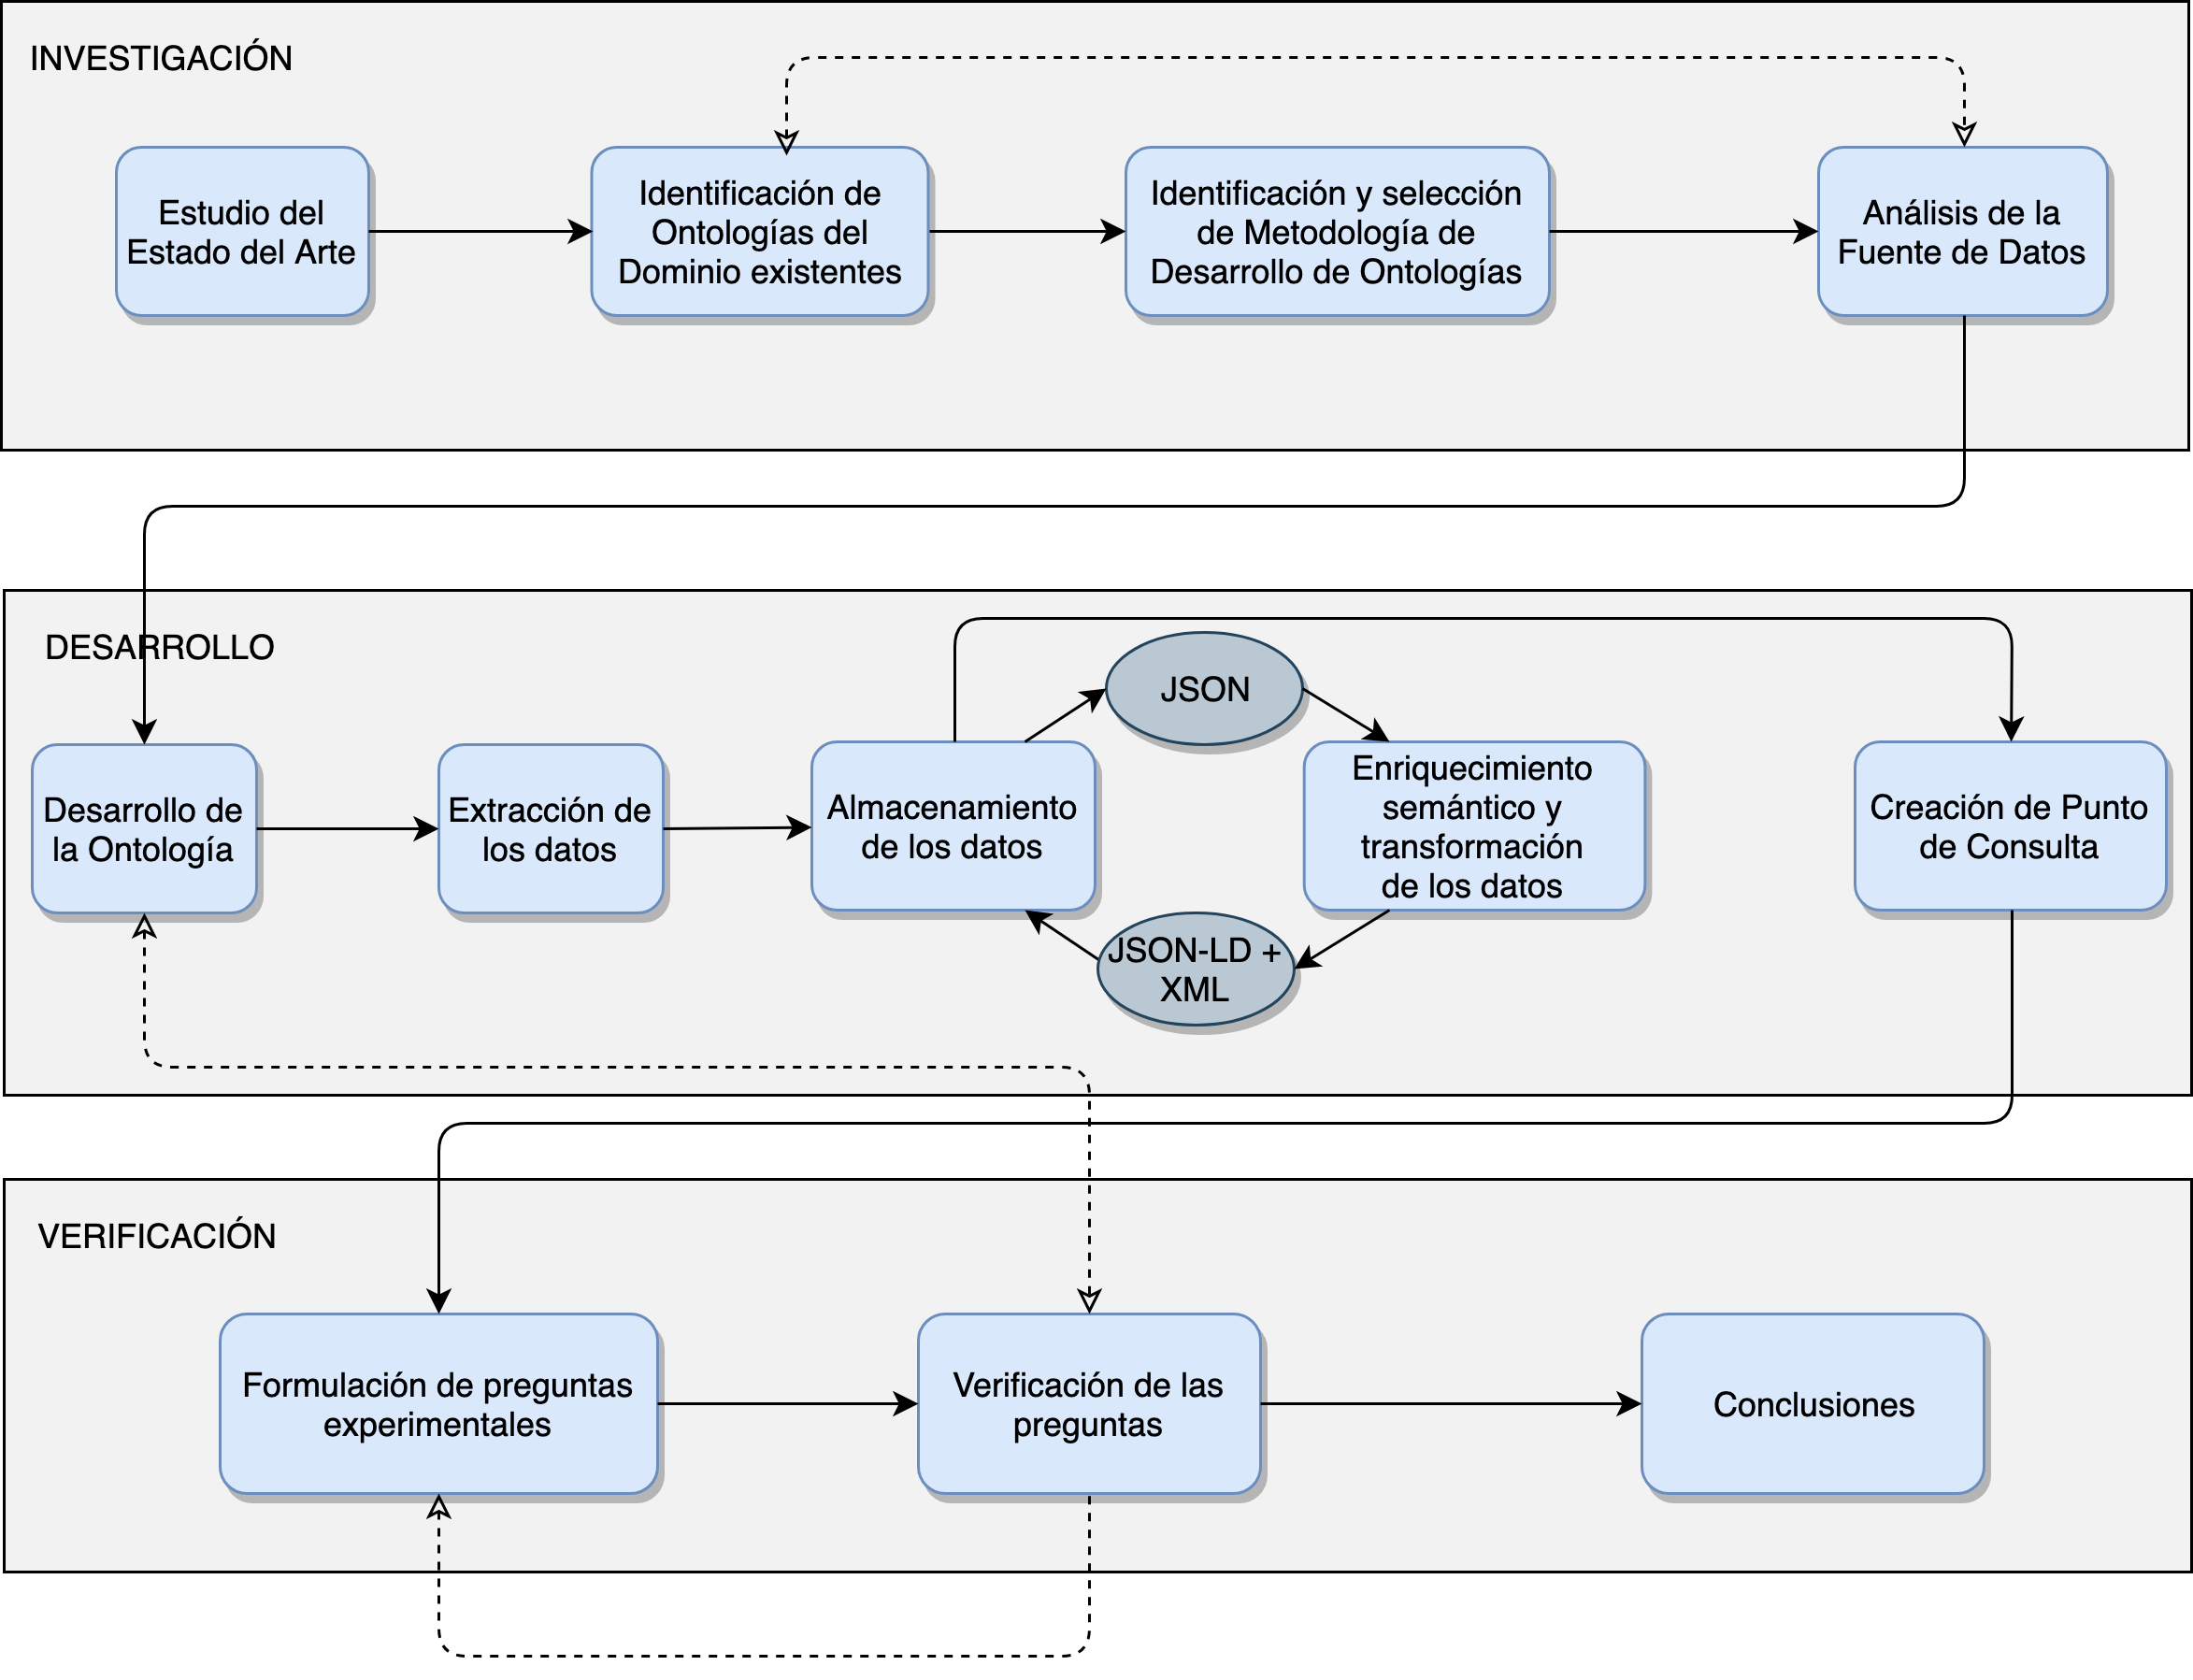 INVESTIGACIÓN
Estudio del
Estado del Arte
Identificación de
Ontologías del
Dominio existentes
Identificación y selección
de Metodología de
Desarrollo de Ontologías
Análisis de la
Fuente de Datos
DESARROLLO
Desarrollo de
la Ontología
Extracción de
los datos
Almacenamiento
de los datos
JSON
Enriquecimiento
semántico y
transformación
de los datos
JSON-LD +
XML
Creación de Punto
de Consulta
VERIFICACIÓN
Formulación de preguntas
experimentales
Verificación de las
preguntas
Conclusiones